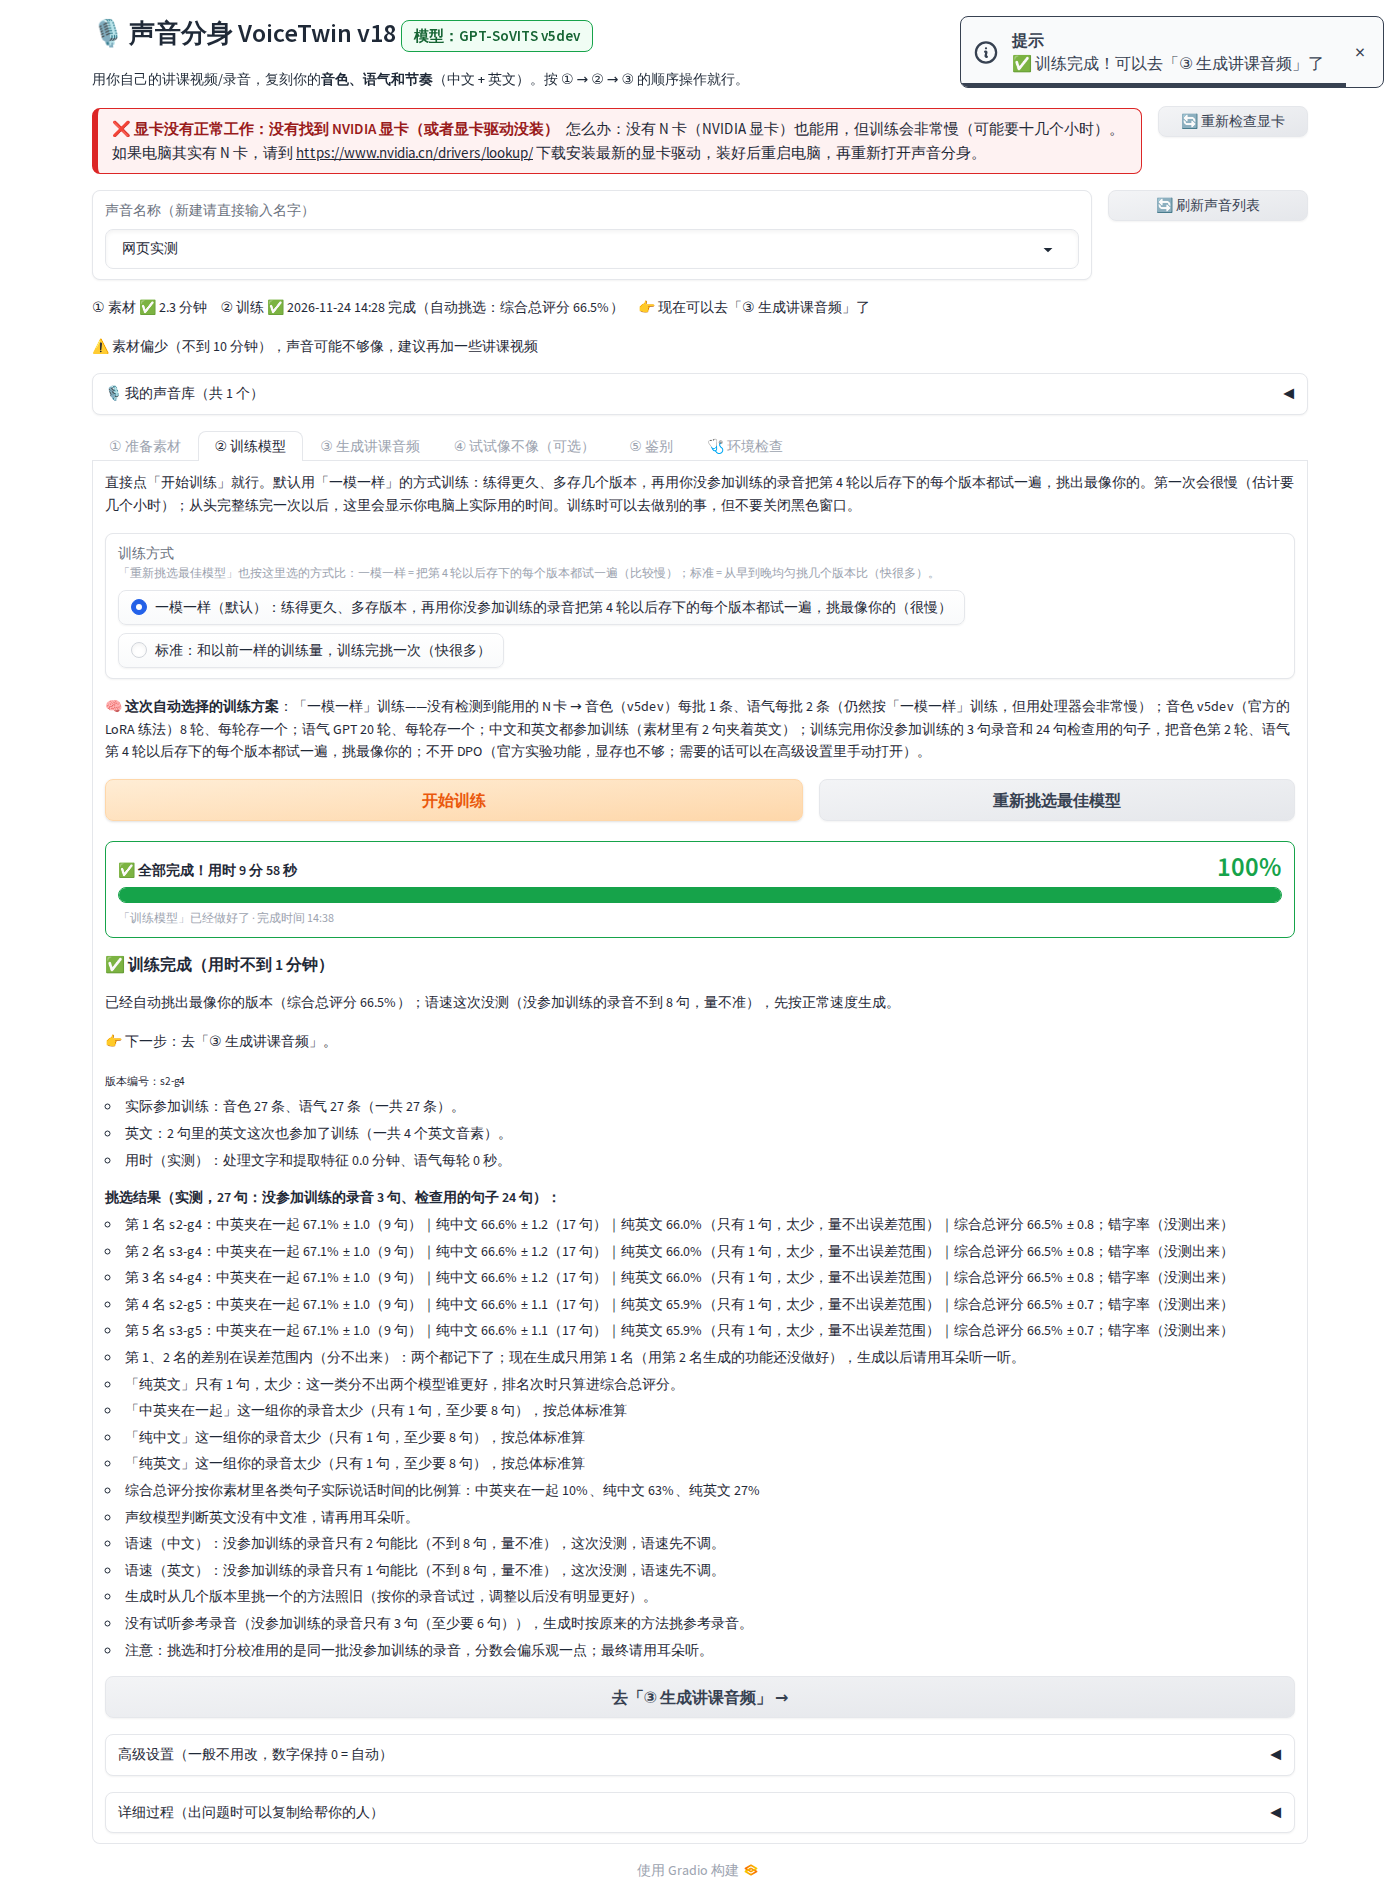 🎙️ 声音分身 VoiceTwin v18 模型：GPT-SoVITS v5dev
提示
✅ 训练完成！可以去「③ 生成讲课音频」了
×
用你自己的讲课视频/录音，复刻你的音色、语气和节奏（中文 + 英文）。按 ① → ② → ③ 的顺序操作就行。
❌ 显卡没有正常工作：没有找到 NVIDIA 显卡（或者显卡驱动没装） 怎么办：没有 N 卡（NVIDIA 显卡）也能用，但训练会非常慢（可能要十几个小时）。
如果电脑其实有 N 卡，请到 https://www.nvidia.cn/drivers/lookup/ 下载安装最新的显卡驱动，装好后重启电脑，再重新打开声音分身。
🔄 重新检查显卡
声音名称（新建请直接输入名字）
网页实测
🔄 刷新声音列表
① 素材 ✅ 2.3 分钟 ② 训练 ✅ 2026-11-24 14:28 完成（自动挑选：综合总评分 66.5%） 👉 现在可以去「③ 生成讲课音频」了
⚠️ 素材偏少（不到 10 分钟），声音可能不够像，建议再加一些讲课视频
🎙️ 我的声音库（共 1 个） ◀
① 准备素材 ② 训练模型 ③ 生成讲课音频 ④ 试试像不像（可选） ⑤ 鉴别 🩺 环境检查
直接点「开始训练」就行。默认用「一模一样」的方式训练：练得更久、多存几个版本，再用你没参加训练的录音把第 4 轮以后存下的每个版本都试一遍，挑出最像你的。第一次会很慢（估计要
几个小时）；从头完整练完一次以后，这里会显示你电脑上实际用的时间。训练时可以去做别的事，但不要关闭黑色窗口。
训练方式
「重新挑选最佳模型」也按这里选的方式比：一模一样 = 把第 4 轮以后存下的每个版本都试一遍（比较慢）；标准 = 从早到晚均匀挑几个版本比（快很多）。
一模一样（默认）：练得更久、多存版本，再用你没参加训练的录音把第 4 轮以后存下的每个版本都试一遍，挑最像你的（很慢）
标准：和以前一样的训练量，训练完挑一次（快很多）
🧠 这次自动选择的训练方案：「一模一样」训练——没有检测到能用的 N 卡 → 音色（v5dev）每批 1 条、语气每批 2 条（仍然按「一模一样」训练，但用处理器会非常慢）；音色 v5dev（官方的
LoRA 练法）8 轮、每轮存一个；语气 GPT 20 轮、每轮存一个；中文和英文都参加训练（素材里有 2 句夹着英文）；训练完用你没参加训练的 3 句录音和 24 句检查用的句子，把音色第 2 轮、语气
第 4 轮以后存下的每个版本都试一遍，挑最像你的；不开 DPO（官方实验功能，显存也不够；需要的话可以在高级设置里手动打开）。
开始训练
重新挑选最佳模型
✅ 全部完成！用时 9 分 58 秒 100%
「训练模型」已经做好了 · 完成时间 14:38
✅ 训练完成（用时不到 1 分钟）
已经自动挑出最像你的版本（综合总评分 66.5%）；语速这次没测（没参加训练的录音不到 8 句，量不准），先按正常速度生成。
👉 下一步：去「③ 生成讲课音频」。
版本编号：s2-g4
实际参加训练：音色 27 条、语气 27 条（一共 27 条）。
英文：2 句里的英文这次也参加了训练（一共 4 个英文音素）。
用时（实测）：处理文字和提取特征 0.0 分钟、语气每轮 0 秒。
挑选结果（实测，27 句：没参加训练的录音 3 句、检查用的句子 24 句）：
第 1 名 s2-g4：中英夹在一起 67.1% ± 1.0（9 句）｜纯中文 66.6% ± 1.2（17 句）｜纯英文 66.0%（只有 1 句，太少，量不出误差范围）｜综合总评分 66.5% ± 0.8；错字率（没测出来）
第 2 名 s3-g4：中英夹在一起 67.1% ± 1.0（9 句）｜纯中文 66.6% ± 1.2（17 句）｜纯英文 66.0%（只有 1 句，太少，量不出误差范围）｜综合总评分 66.5% ± 0.8；错字率（没测出来）
第 3 名 s4-g4：中英夹在一起 67.1% ± 1.0（9 句）｜纯中文 66.6% ± 1.2（17 句）｜纯英文 66.0%（只有 1 句，太少，量不出误差范围）｜综合总评分 66.5% ± 0.8；错字率（没测出来）
第 4 名 s2-g5：中英夹在一起 67.1% ± 1.0（9 句）｜纯中文 66.6% ± 1.1（17 句）｜纯英文 65.9%（只有 1 句，太少，量不出误差范围）｜综合总评分 66.5% ± 0.7；错字率（没测出来）
第 5 名 s3-g5：中英夹在一起 67.1% ± 1.0（9 句）｜纯中文 66.6% ± 1.1（17 句）｜纯英文 65.9%（只有 1 句，太少，量不出误差范围）｜综合总评分 66.5% ± 0.7；错字率（没测出来）
第 1、2 名的差别在误差范围内（分不出来）：两个都记下了；现在生成只用第 1 名（用第 2 名生成的功能还没做好），生成以后请用耳朵听一听。
「纯英文」只有 1 句，太少：这一类分不出两个模型谁更好，排名次时只算进综合总评分。
「中英夹在一起」这一组你的录音太少（只有 1 句，至少要 8 句），按总体标准算
「纯中文」这一组你的录音太少（只有 1 句，至少要 8 句），按总体标准算
「纯英文」这一组你的录音太少（只有 1 句，至少要 8 句），按总体标准算
综合总评分按你素材里各类句子实际说话时间的比例算：中英夹在一起 10%、纯中文 63%、纯英文 27%
声纹模型判断英文没有中文准，请再用耳朵听。
语速（中文）：没参加训练的录音只有 2 句能比（不到 8 句，量不准），这次没测，语速先不调。
语速（英文）：没参加训练的录音只有 1 句能比（不到 8 句，量不准），这次没测，语速先不调。
生成时从几个版本里挑一个的方法照旧（按你的录音试过，调整以后没有明显更好）。
没有试听参考录音（没参加训练的录音只有 3 句（至少要 6 句）），生成时按原来的方法挑参考录音。
注意：挑选和打分校准用的是同一批没参加训练的录音，分数会偏乐观一点；最终请用耳朵听。
去「③ 生成讲课音频」 →
高级设置（一般不用改，数字保持 0 = 自动） ◀
详细过程（出问题时可以复制给帮你的人） ◀
使用 Gradio 构建